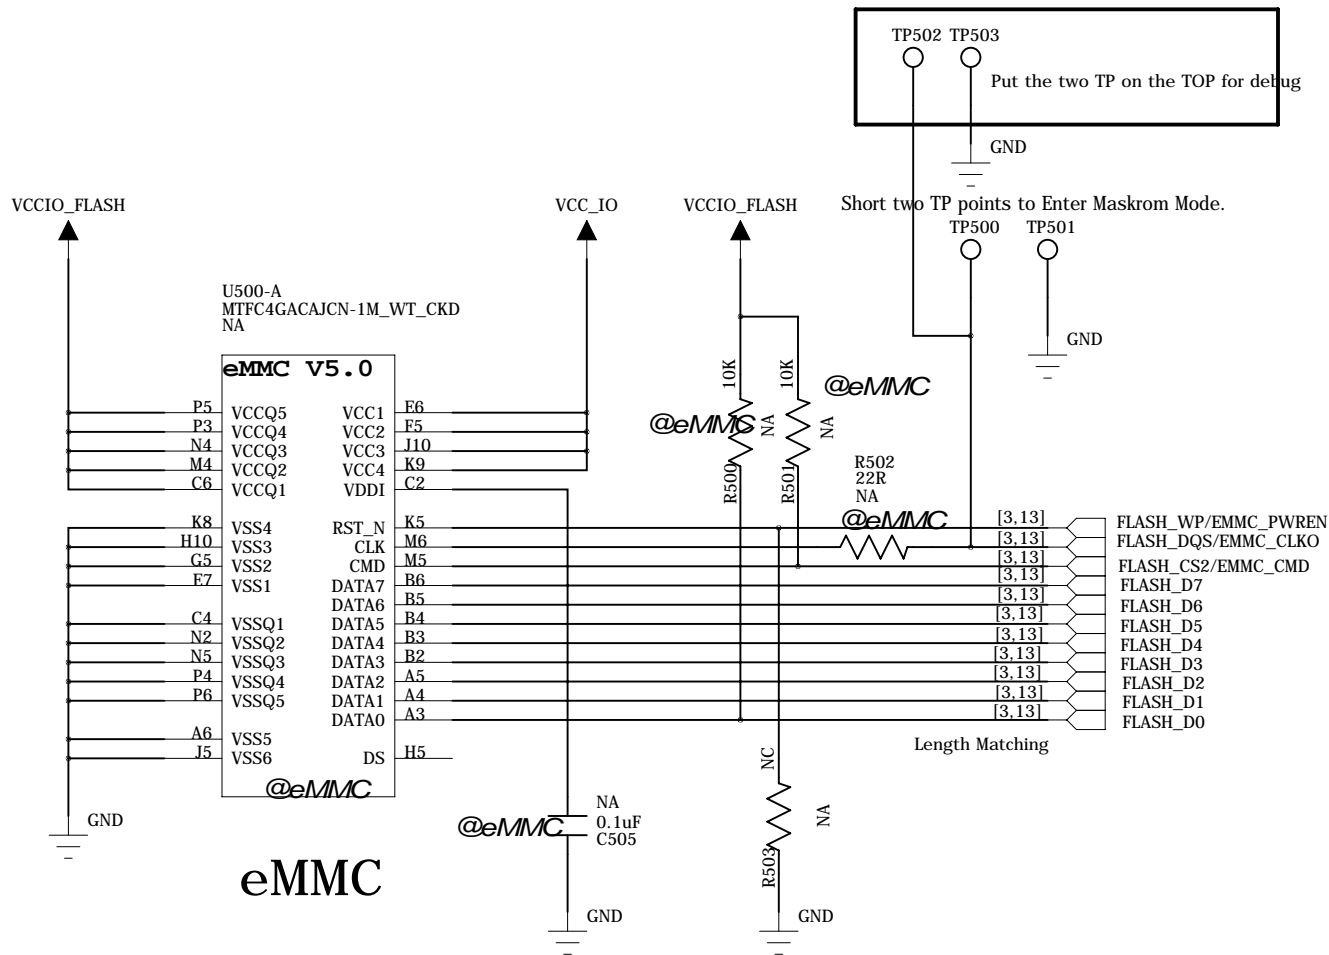 TP502 TP503
Put the two TP on the TOP for debug
GND
VCCIO_FLASH
VCC_IO
VCCIO_FLASH
Short two TP points to Enter Maskrom Mode.
TP500
TP501
GND
U500-A
MTFC4GACAJCN-1M_WT_CKD
NA
eMMC V5.0
P5 VCCQ5 VCC1 E6
P3 VCCQ4 VCC2 F5
N4 VCCQ3 VCC3 J10
M4 VCCQ2 VCC4 K9
C6 VCCQ1 VDDI C2
K8 VSS4 RST_N K5
H10 VSS3 CLK M6
G5 VSS2 CMD M5
E7 VSS1 DATA7 B6
DATA6 B5
C4 VSSQ1 DATA5 B4
N2 VSSQ2 DATA4 B3
N5 VSSQ3 DATA3 B2
P4 VSSQ4 DATA2 A5
P6 VSSQ5 DATA1 A4
DATA0 A3
A6 VSS5
J5 VSS6 DS H5
@eMMC
GND
eMMC
@eMMC
NA
0.1uF
C505
GND
10K
@eMMC
NA
R500
10K
@eMMC
NA
R501
R502
22R
NA
@eMMC
[3,13] FLASH_WP/EMMC_PWREN
[3,13] FLASH_DQS/EMMC_CLKO
[3,13] FLASH_CS2/EMMC_CMD
[3,13] FLASH_D7
[3,13] FLASH_D6
[3,13] FLASH_D5
[3,13] FLASH_D4
[3,13] FLASH_D3
[3,13] FLASH_D2
[3,13] FLASH_D1
[3,13] FLASH_D0
Length Matching
NC
NA
R503
GND